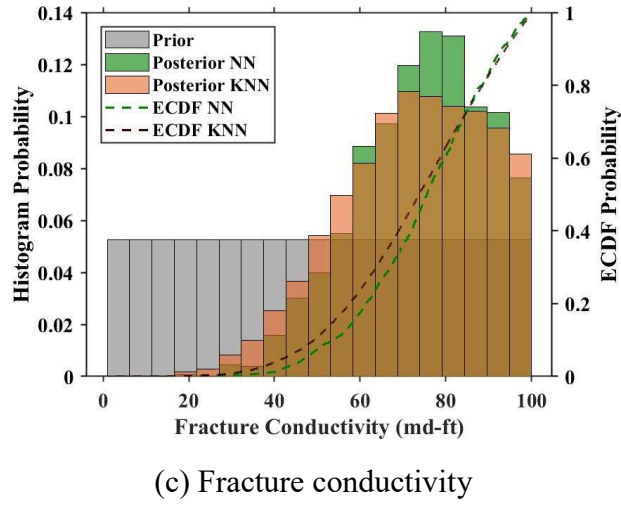 0.14
0.12
0.1
0.08
0.06
0.04
0.02
0
Histogram Probability
Prior
Posterior NN
Posterior KNN
ECDF NN
ECDF KNN
1
0.8
0.6
0.4
0.2
0
ECDF Probability
0 20 40 60 80 100
Fracture Conductivity (md-ft)
(c) Fracture conductivity